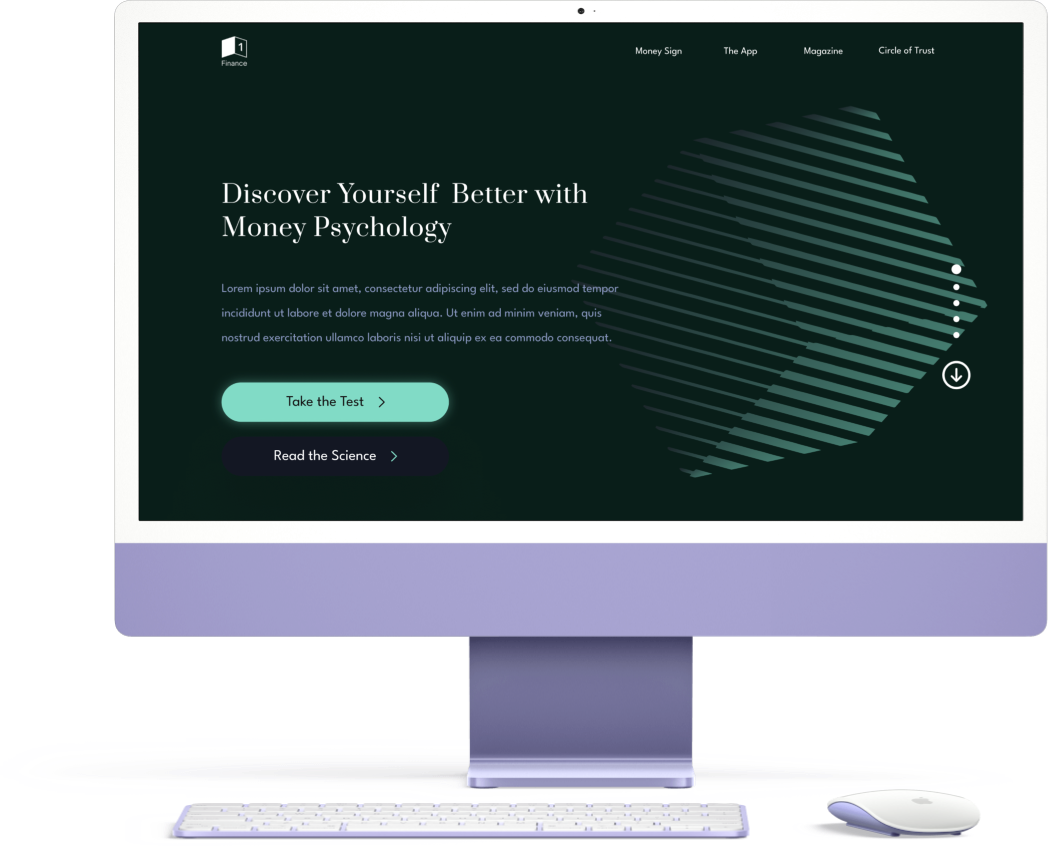 1
Finance
Money Sign
The App
Magazine
Circle of Trust
Discover Yourself Better with
Money Psychology
Lorem ipsum dolor sit amet, consectetur adipiscing elit, sed do eiusmod tempor
incididunt ut labore et dolore magna aliqua. Ut enim ad minim veniam, quis
nostrud exercitation ullamco laboris nisi ut aliquip ex ea commodo consequat.
Take the Test
Read the Science